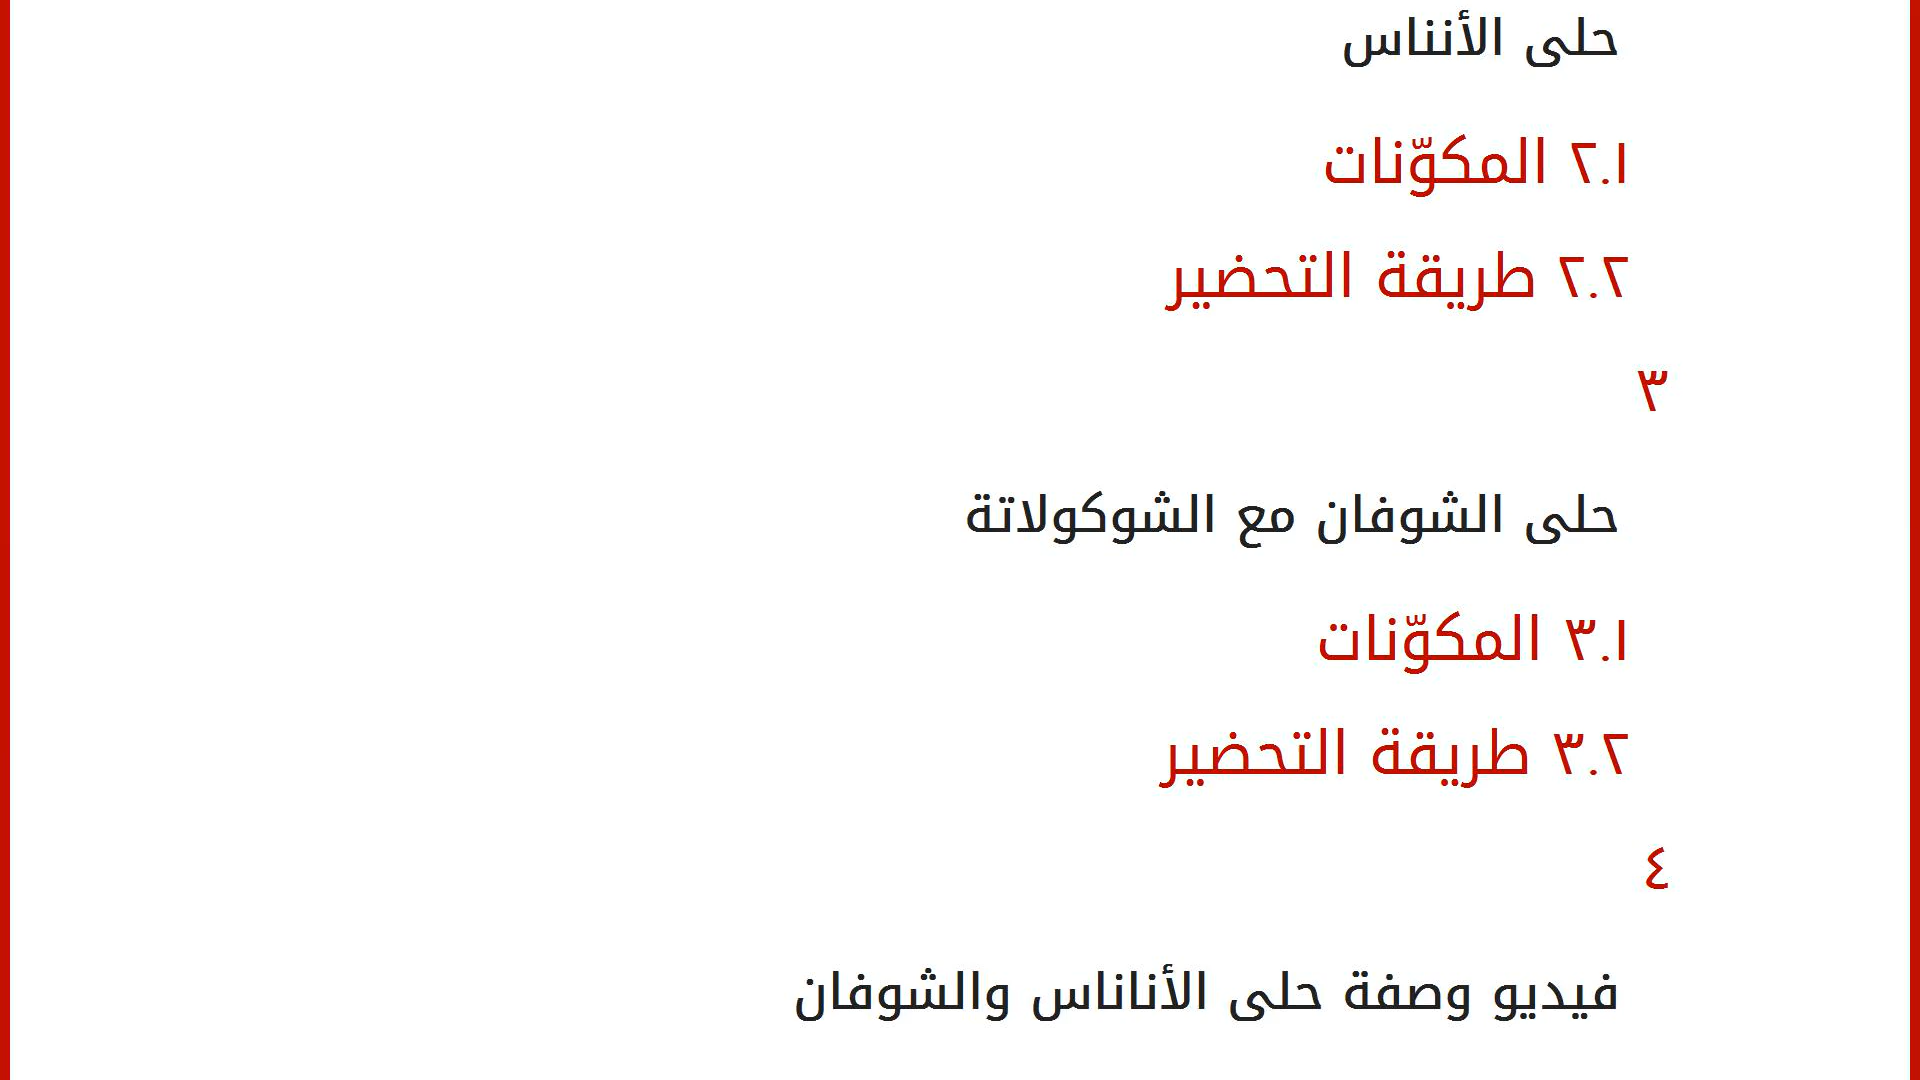 حلى الأنناس
٢.١ المكوّنات
٢.٢ طريقة التحضير
٣
حلى الشوفان مع الشوكولاتة
٣.١ المكوّنات
٣.٢ طريقة التحضير
٤
فيديو وصفة حلى الأناناس والشوفان